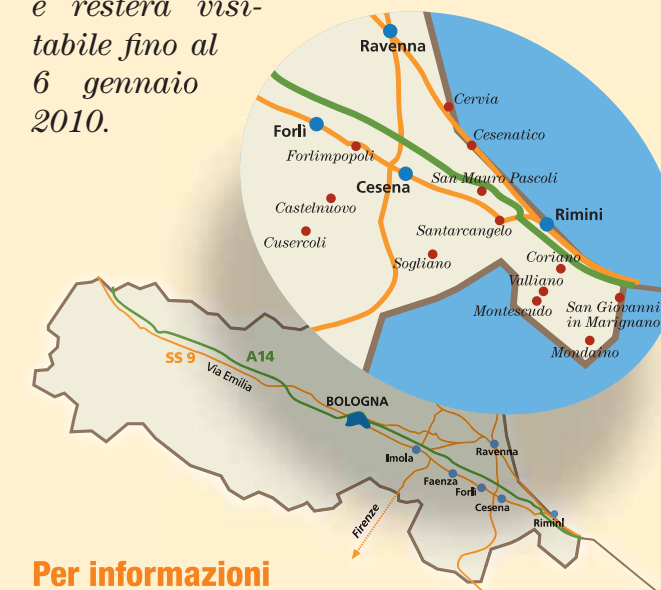 e resterà visi-
tabile fino al
6 gennaio
2010.
Ravenna
Cervia
Forlì
Cesenatico
Forlimpopoli
San Mauro Pascoli
Cesena
Castelnuovo
Rimini
Santarcangelo
Cusercoli
Coriano
Sogliano
Valliano
Montescudo
San Giovanni
in Marignano
Mondaino
SS 9
A14
Via Emilia
BOLOGNA
Imola
Ravenna
Faenza
Forlì
Cesena
Rimini
Firenze
Per informazioni